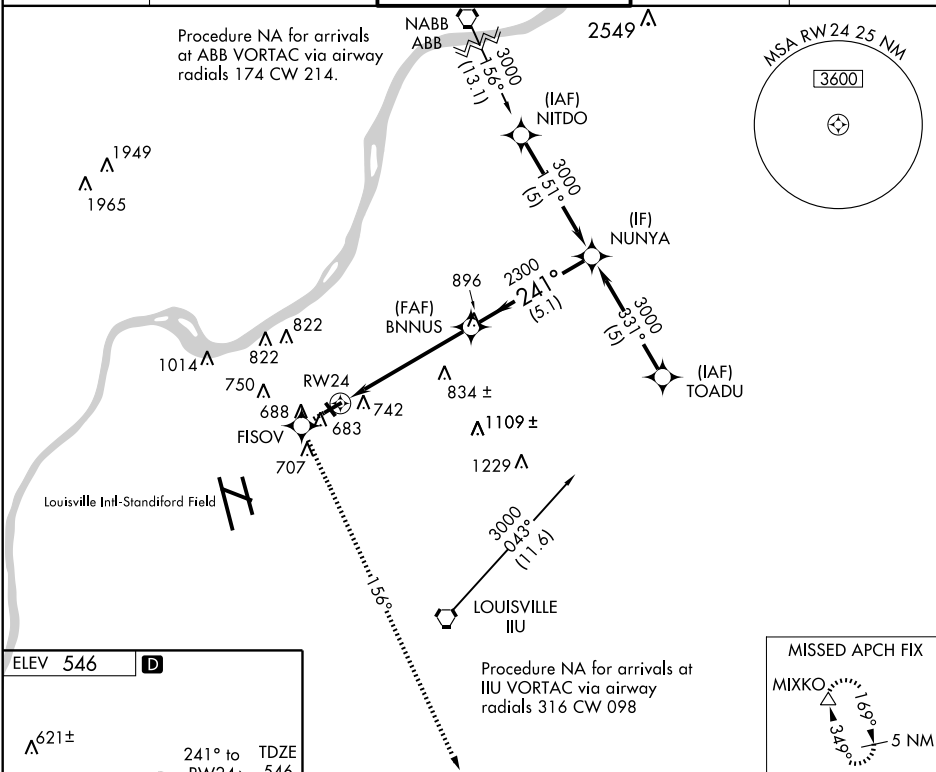 Procedure NA for arrivals
at ABB VORTAC via airway
radials 174 CW 214.
NABB
ABB
2549
MSA RW24 25 NM
3600
3000
156°
(13.1)
(IAF)
NITDO
1949
1965
3000
151°
(5)
(IF)
NUNYA
2300
241°
(5.1)
896
(FAF)
BNNUS
3000
331°
(5)
(IAF)
TOADU
822
822
1014
750
RW24
834 ±
688
742
683
FISOV
1109 ±
707
1229
Louisville Intl-Standiford Field
3000
043°
(11.6)
156°
LOUISVILLE
IIU
Procedure NA for arrivals at
IIU VORTAC via airway
radials 316 CW 098
MISSED APCH FIX
MIXKO
169°
349°
5 NM
ELEV 546
D
621±
241° to
RW24
TDZE
546